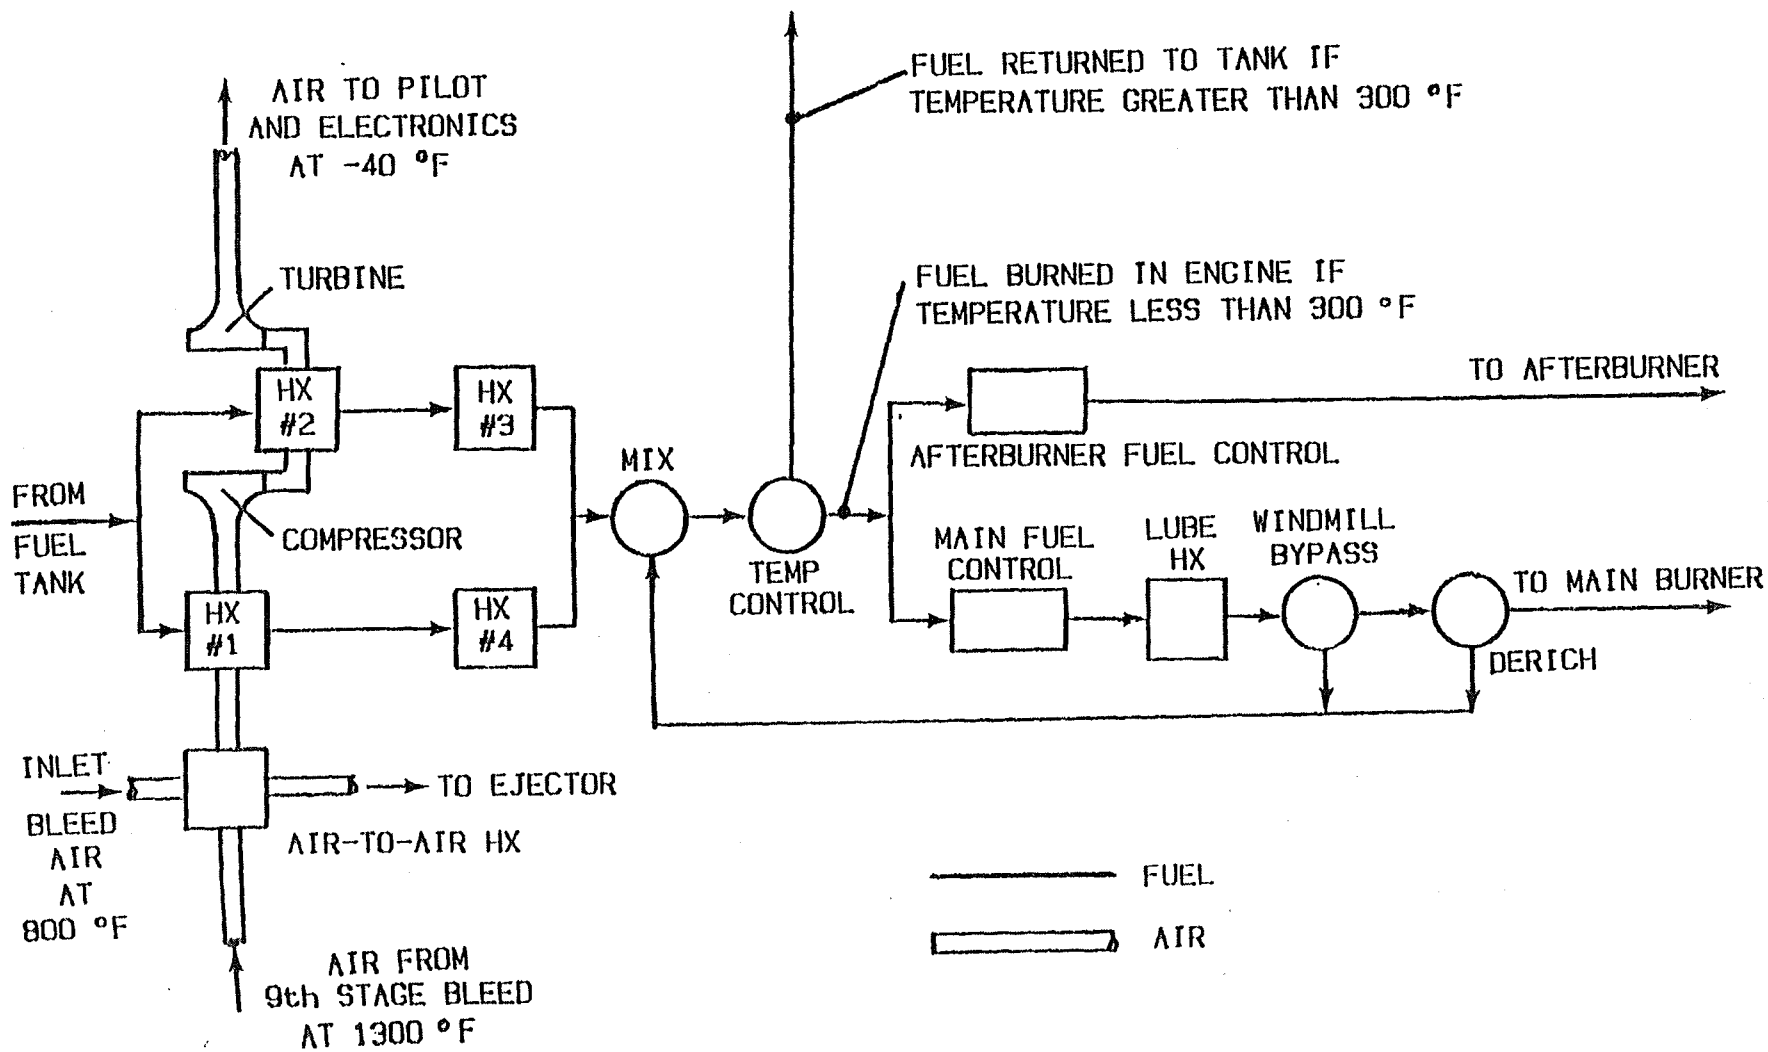 FUEL RETURNED TO TANK IF
TEMPERATURE GREATER THAN 300 °F
AIR TO PILOT
AND ELECTRONICS
AT -40 °F
TURBINE
FUEL BURNED IN ENGINE IF
TEMPERATURE LESS THAN 300 °F
HX
#2
HX
#3
TO AFTERBURNER
AFTERBURNER FUEL CONTROL
MIX
FROM
FUEL
TANK
COMPRESSOR
TEMP
CONTROL
MAIN FUEL
CONTROL
LUBE
HX
WINDMILL
BYPASS
TO MAIN BURNER
DERICH
HX
#1
HX
#4
INLET
BLEED
AIR
AT
800 °F
TO EJECTOR
AIR-TO-AIR HX
FUEL
AIR
AIR FROM
9th STAGE BLEED
AT 1300 °F